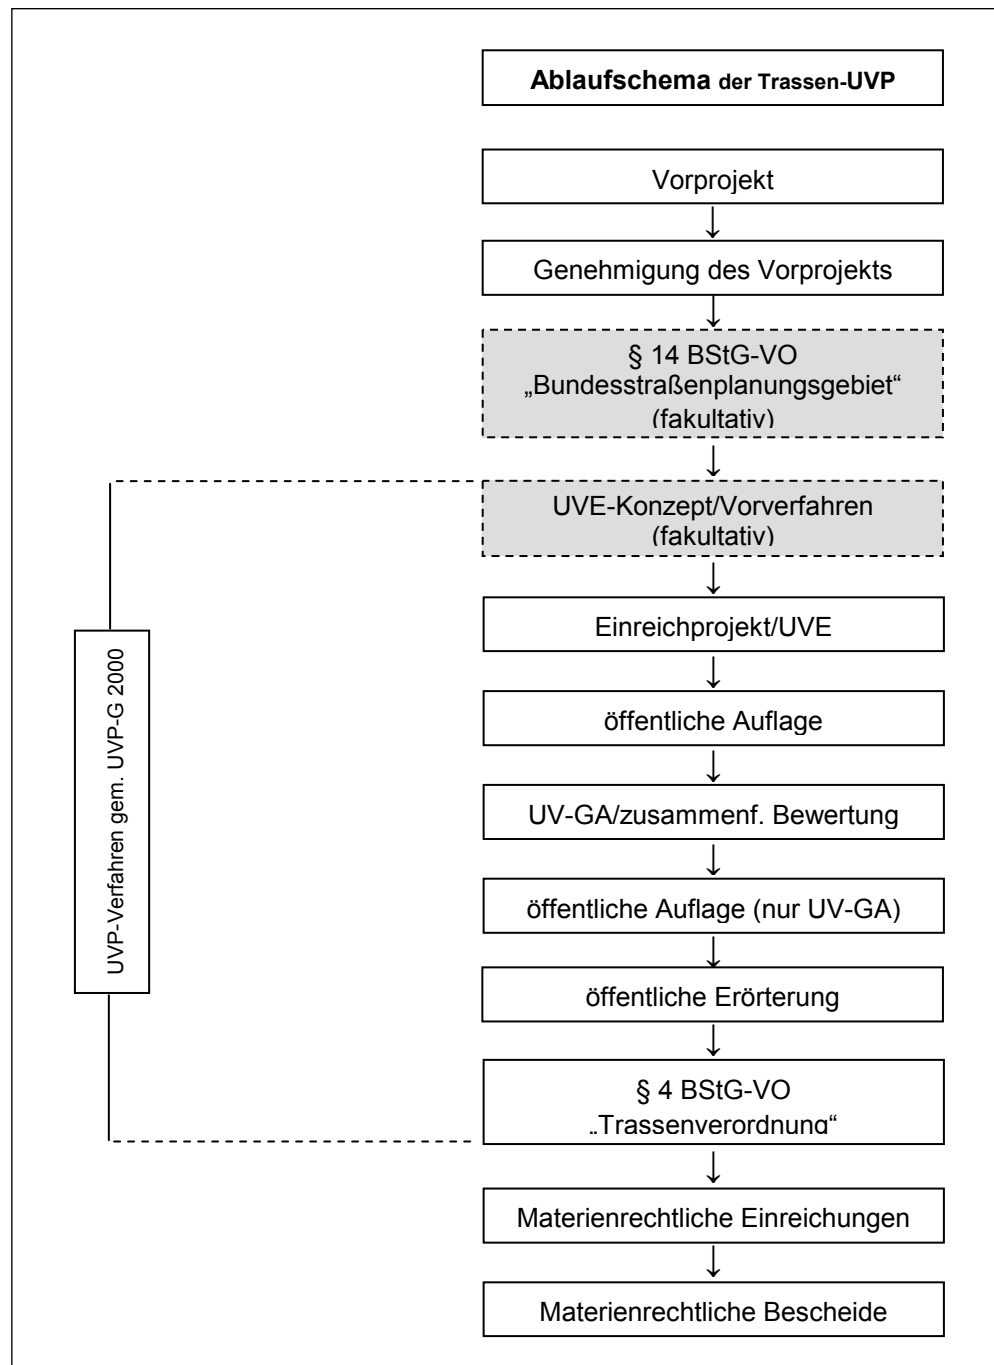 Ablaufschema der Trassen-UVP
Vorprojekt
Genehmigung des Vorprojekts
§ 14 BStG-VO
„Bundesstraßenplanungsgebiet“
(fakultativ)
UVE-Konzept/Vorverfahren
(fakultativ)
Einreichprojekt/UVE
öffentliche Auflage
UV-GA/zusammenf. Bewertung
öffentliche Auflage (nur UV-GA)
öffentliche Erörterung
§ 4 BStG-VO
„Trassenverordnung“
Materienrechtliche Einreichungen
Materienrechtliche Bescheide
UVP-Verfahren gem. UVP-G 2000